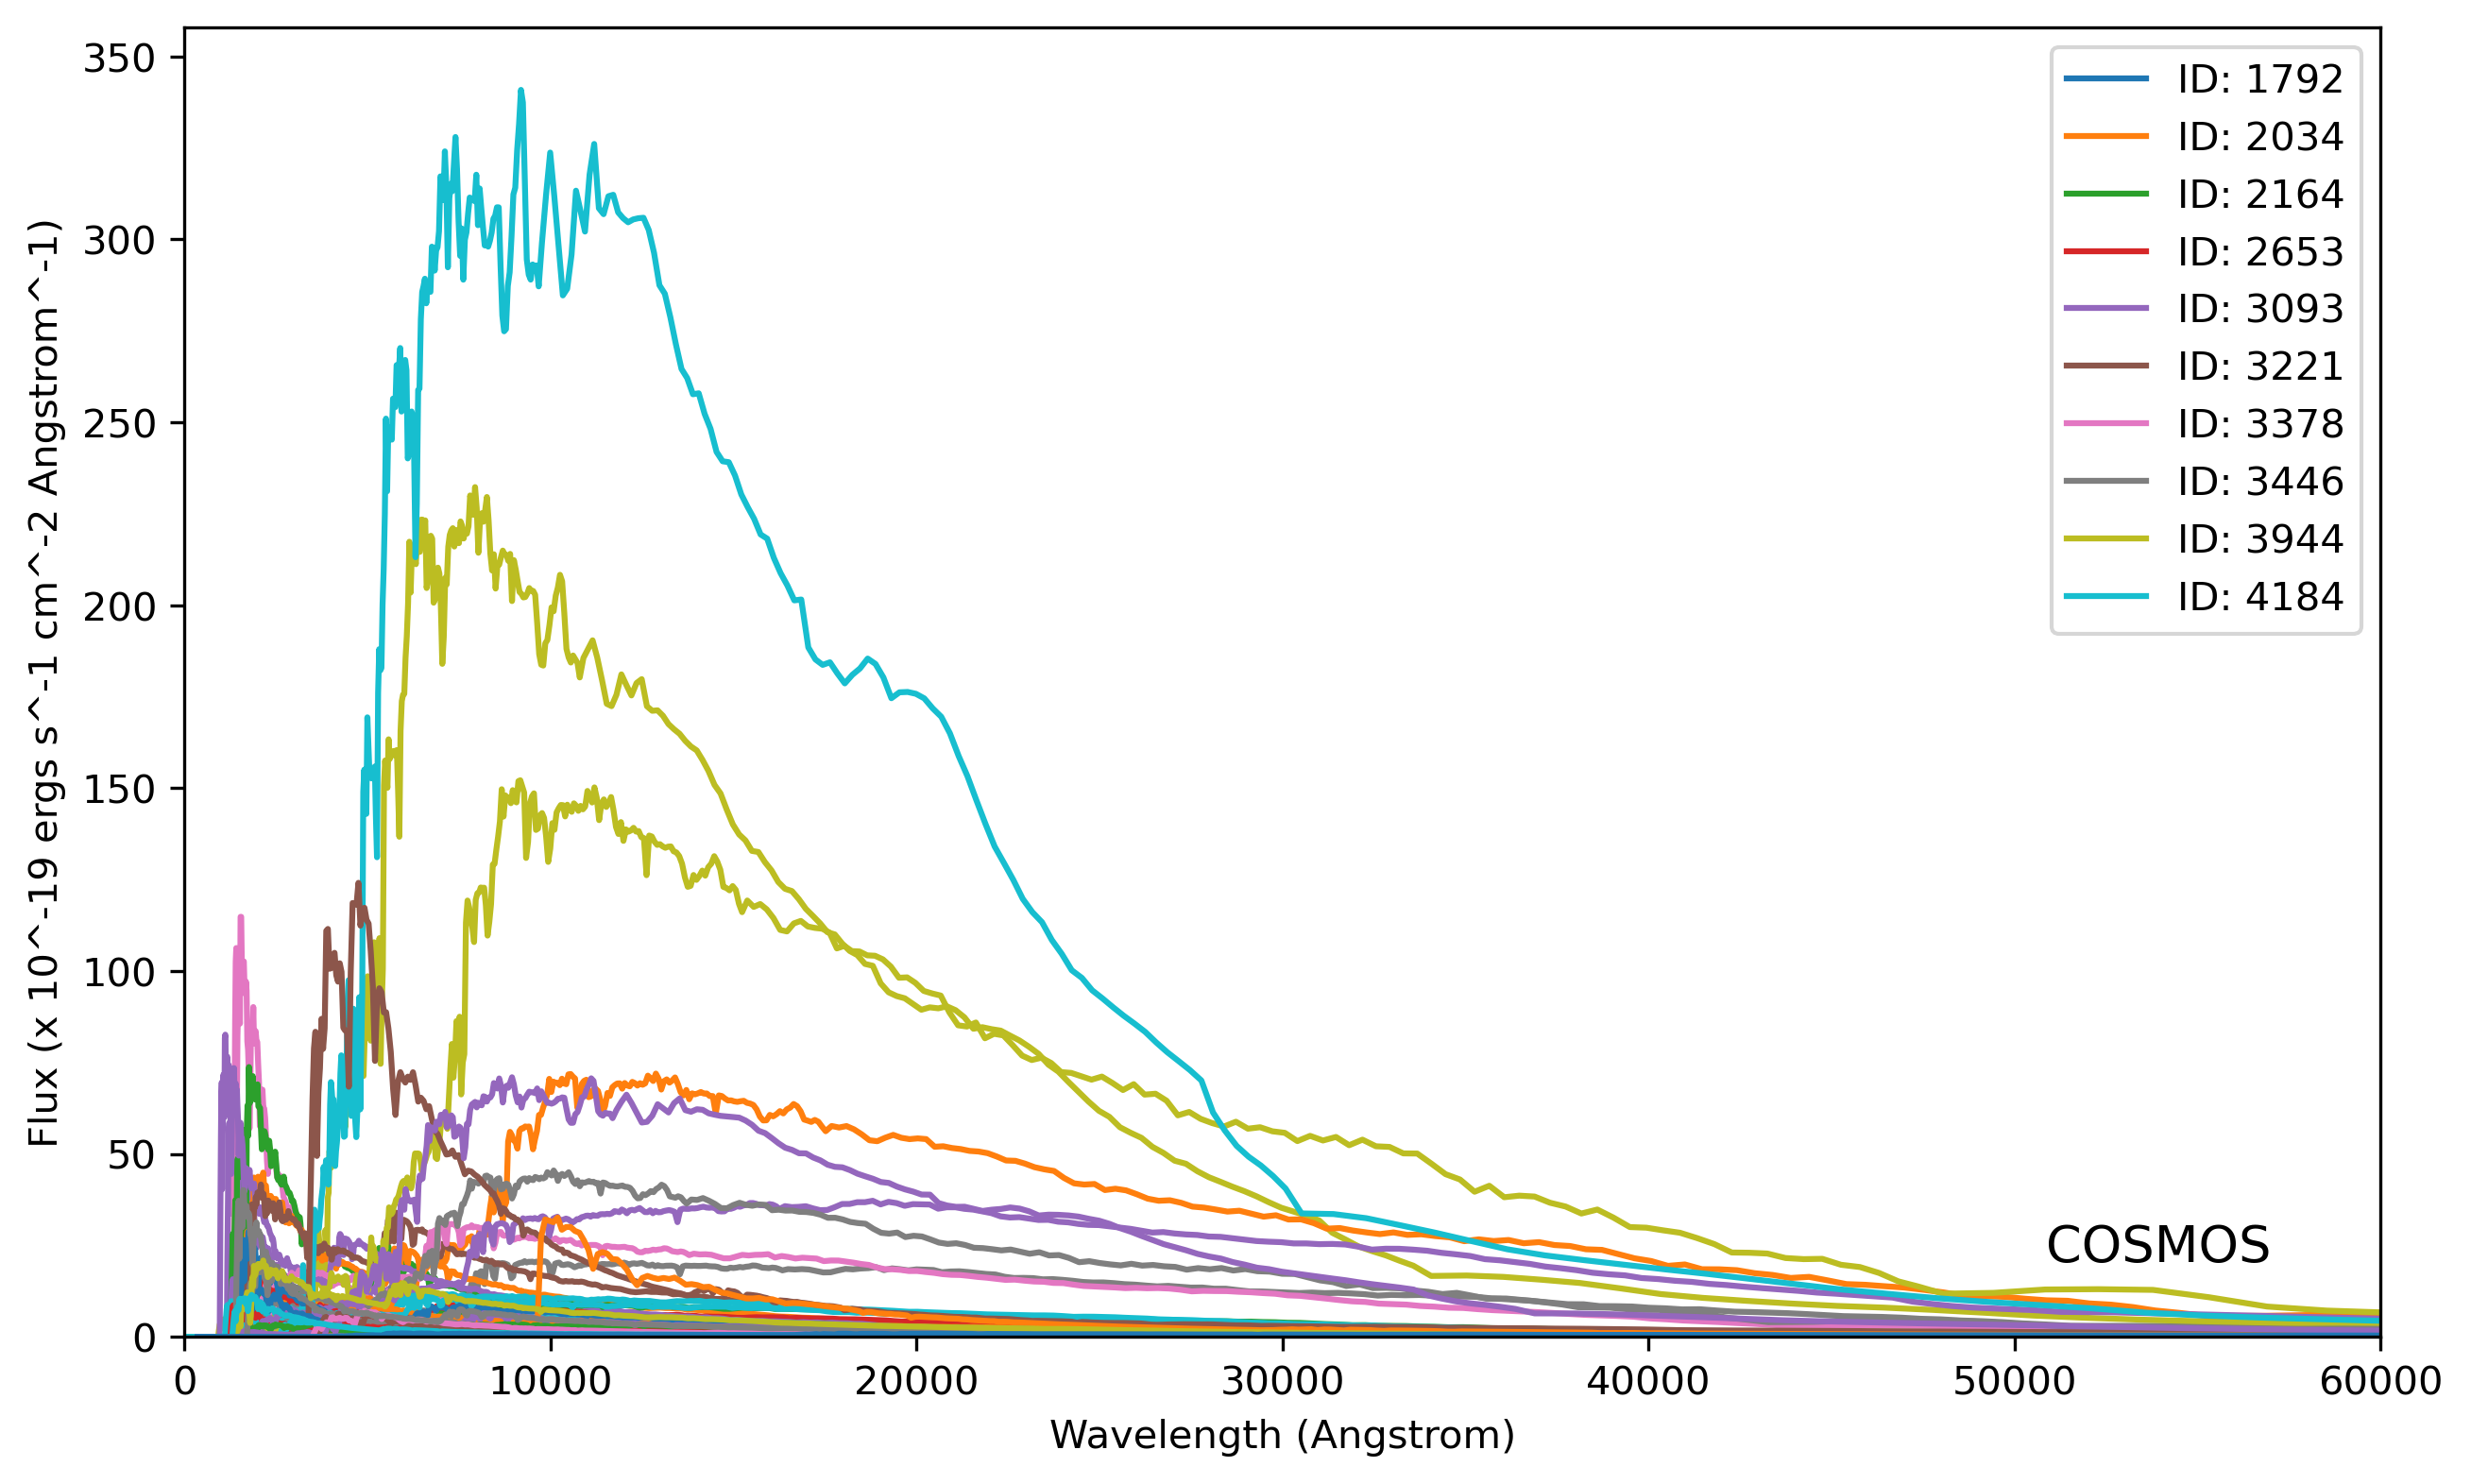 350
300
250
200
150
100
50
0
Flux (x 10^-19 ergs s^-1 cm^-2 Angstrom^-1)
ID: 1792
ID: 2034
ID: 2164
ID: 2653
ID: 3093
ID: 3221
ID: 3378
ID: 3446
ID: 3944
ID: 4184
COSMOS
0 10000 20000 30000 40000 50000 60000
Wavelength (Angstrom)